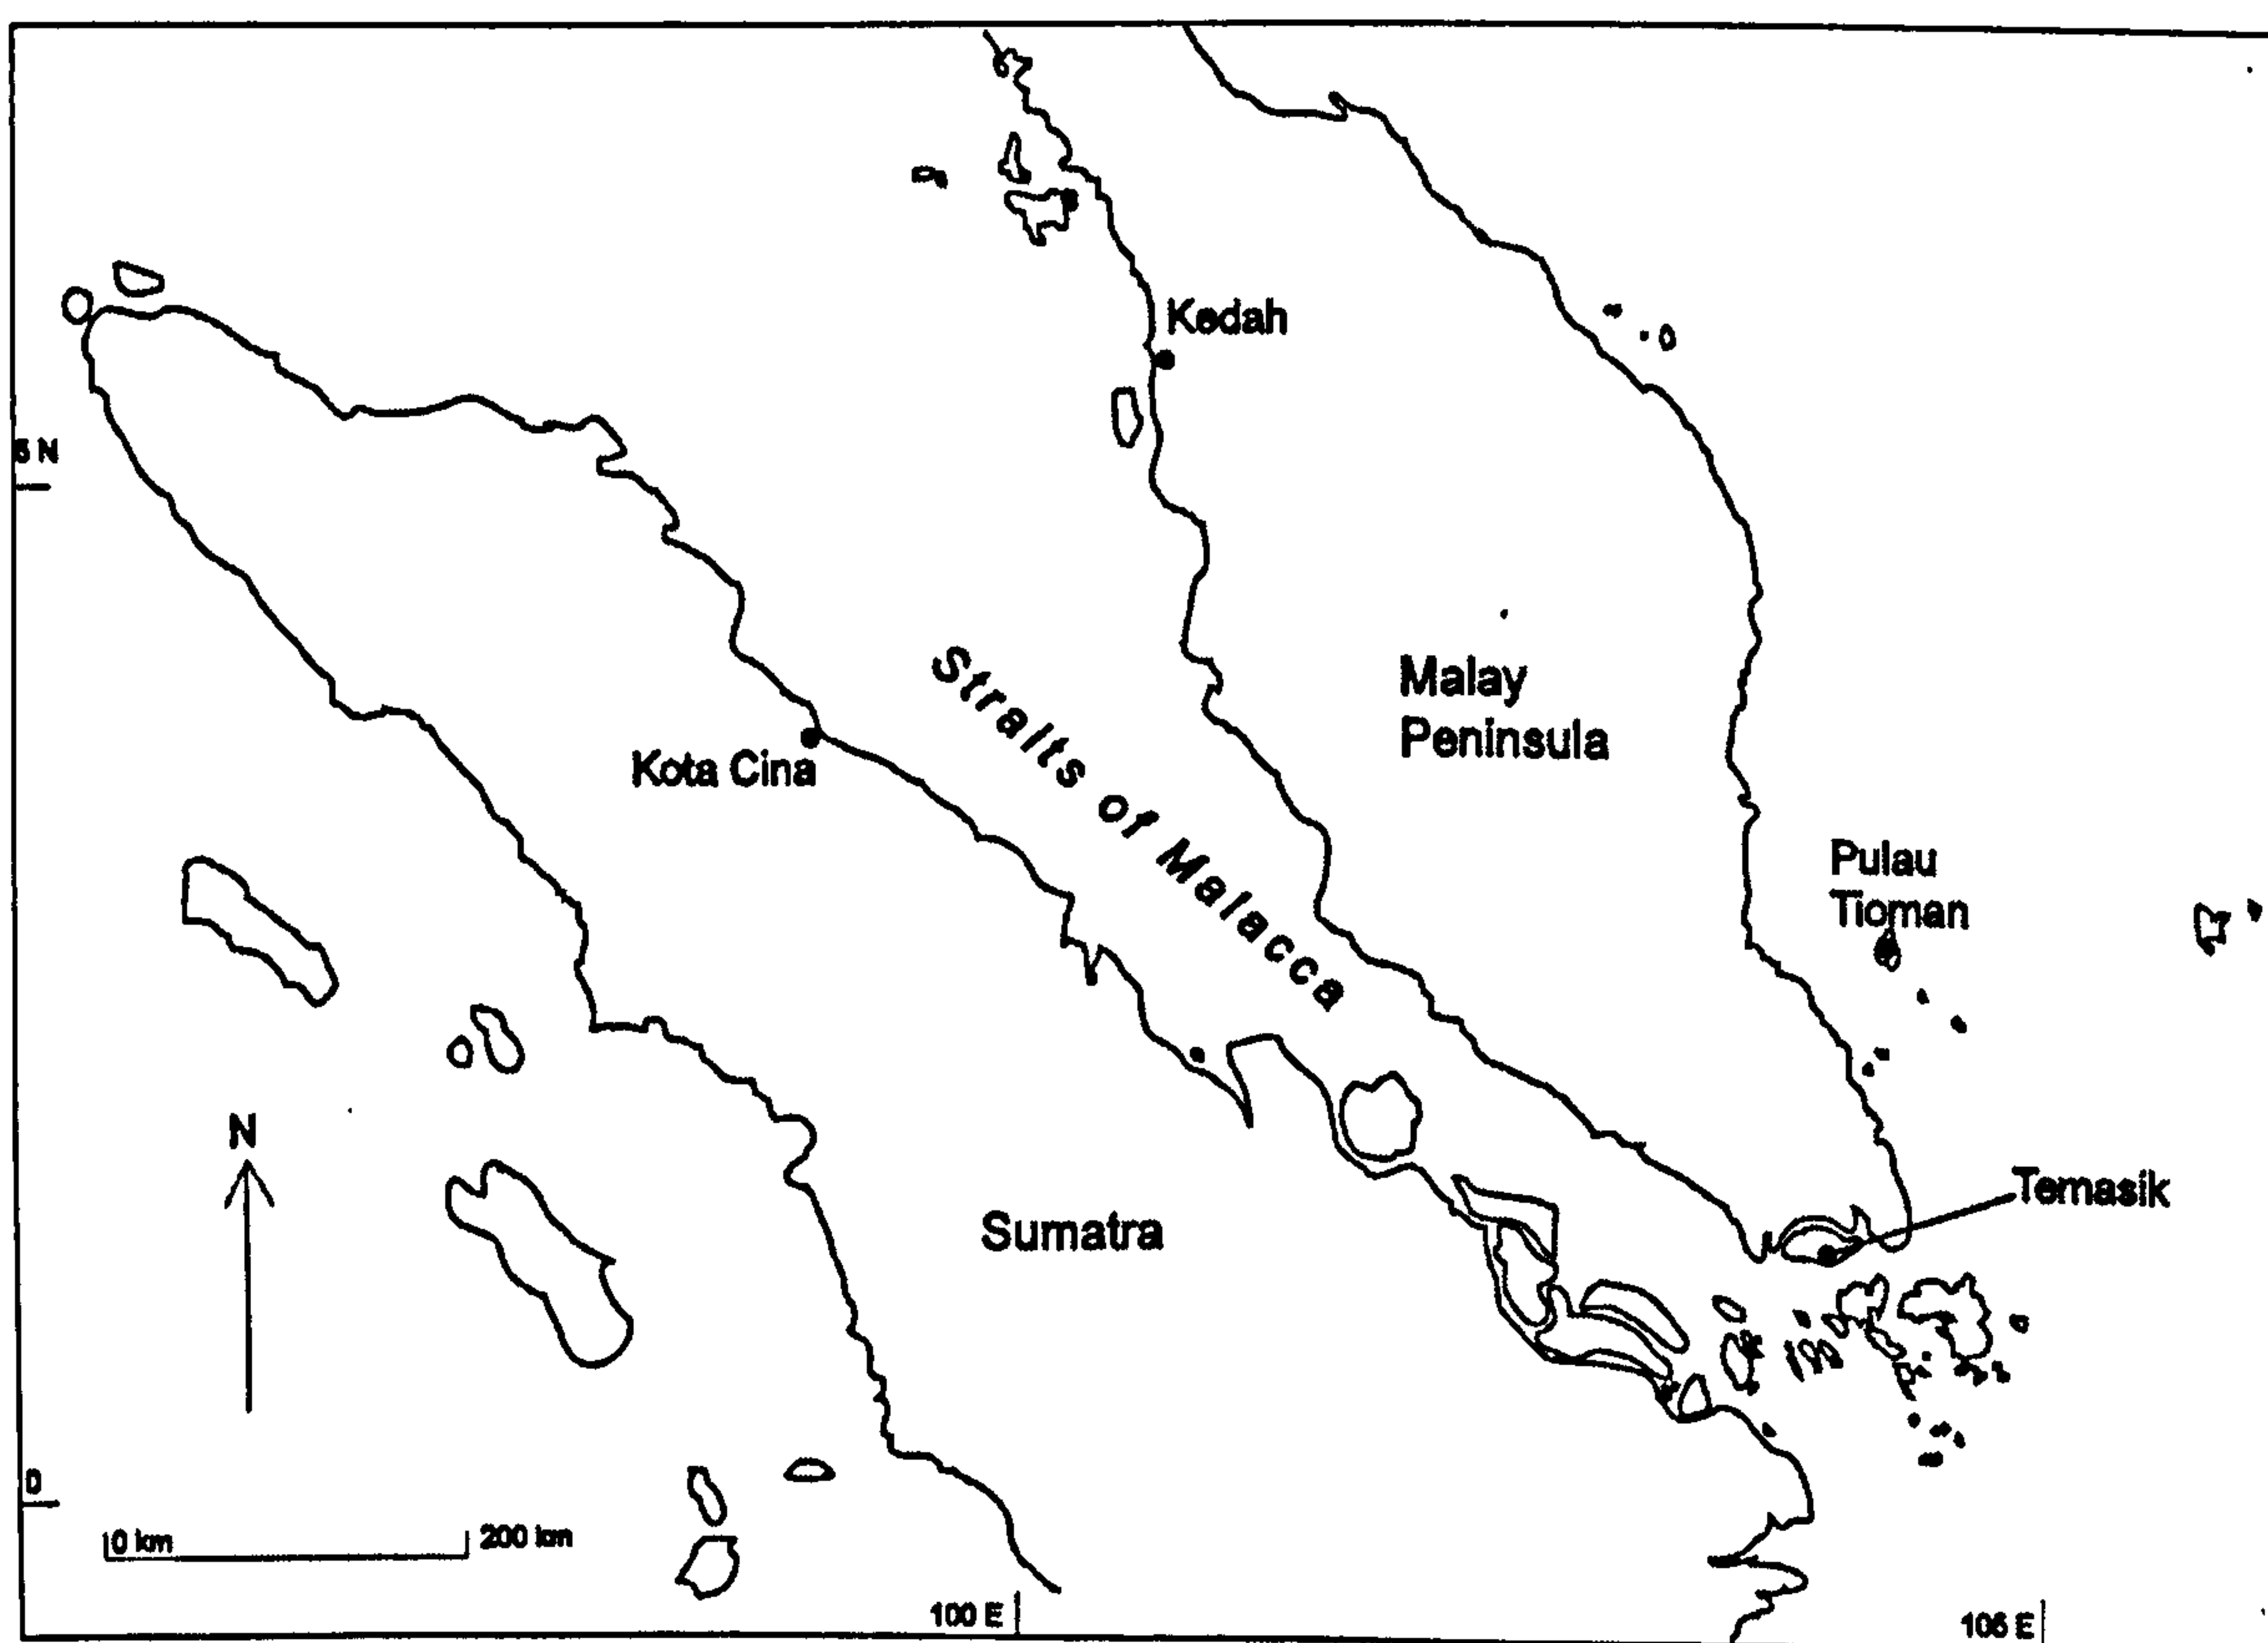 Kedah
5 N
Straits of Malacca
Malay
Peninsula
Kota Cina
Pulau
Tioman
N
Temasik
Sumatra
0
0 km
200 km
100 E
105 E